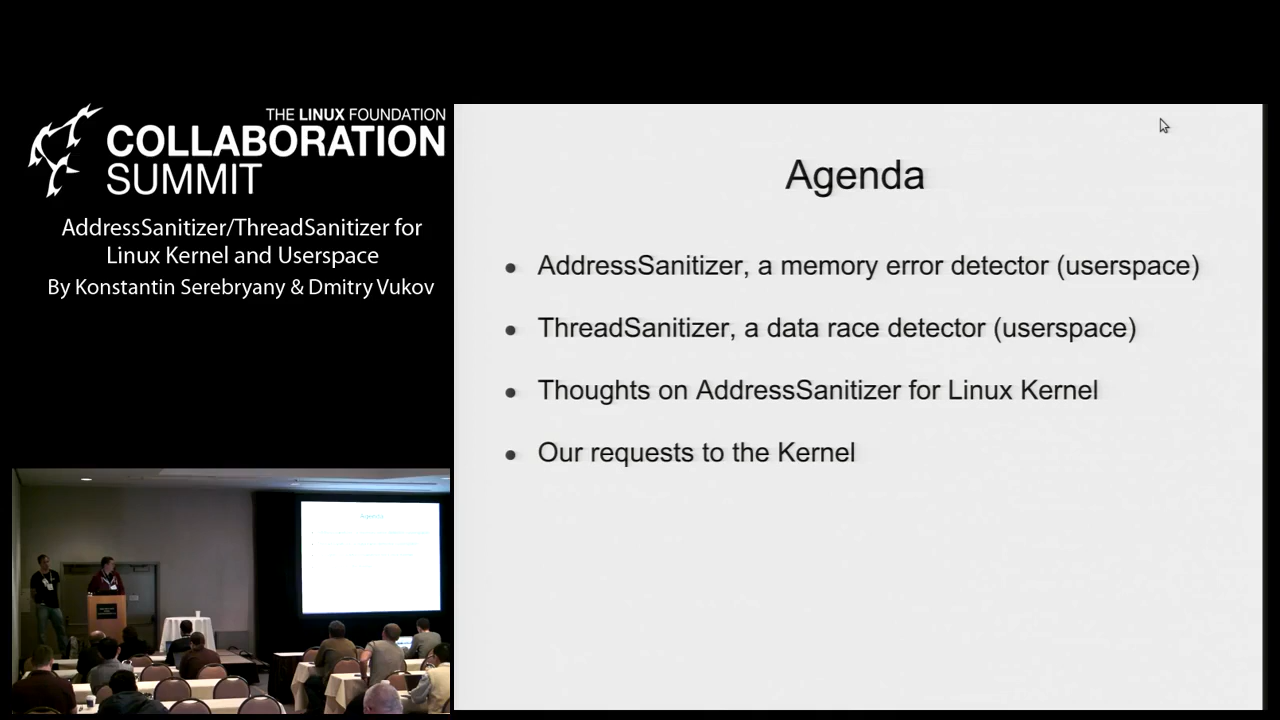 THE LINUX FOUNDATION
COLLABORATION
SUMMIT
AddressSanitizer/ThreadSanitizer for
Linux Kernel and Userspace
By Konstantin Serebryany & Dmitry Vukov
Agenda
• AddressSanitizer, a memory error detector (userspace)
• ThreadSanitizer, a data race detector (userspace)
• Thoughts on AddressSanitizer for Linux Kernel
• Our requests to the Kernel